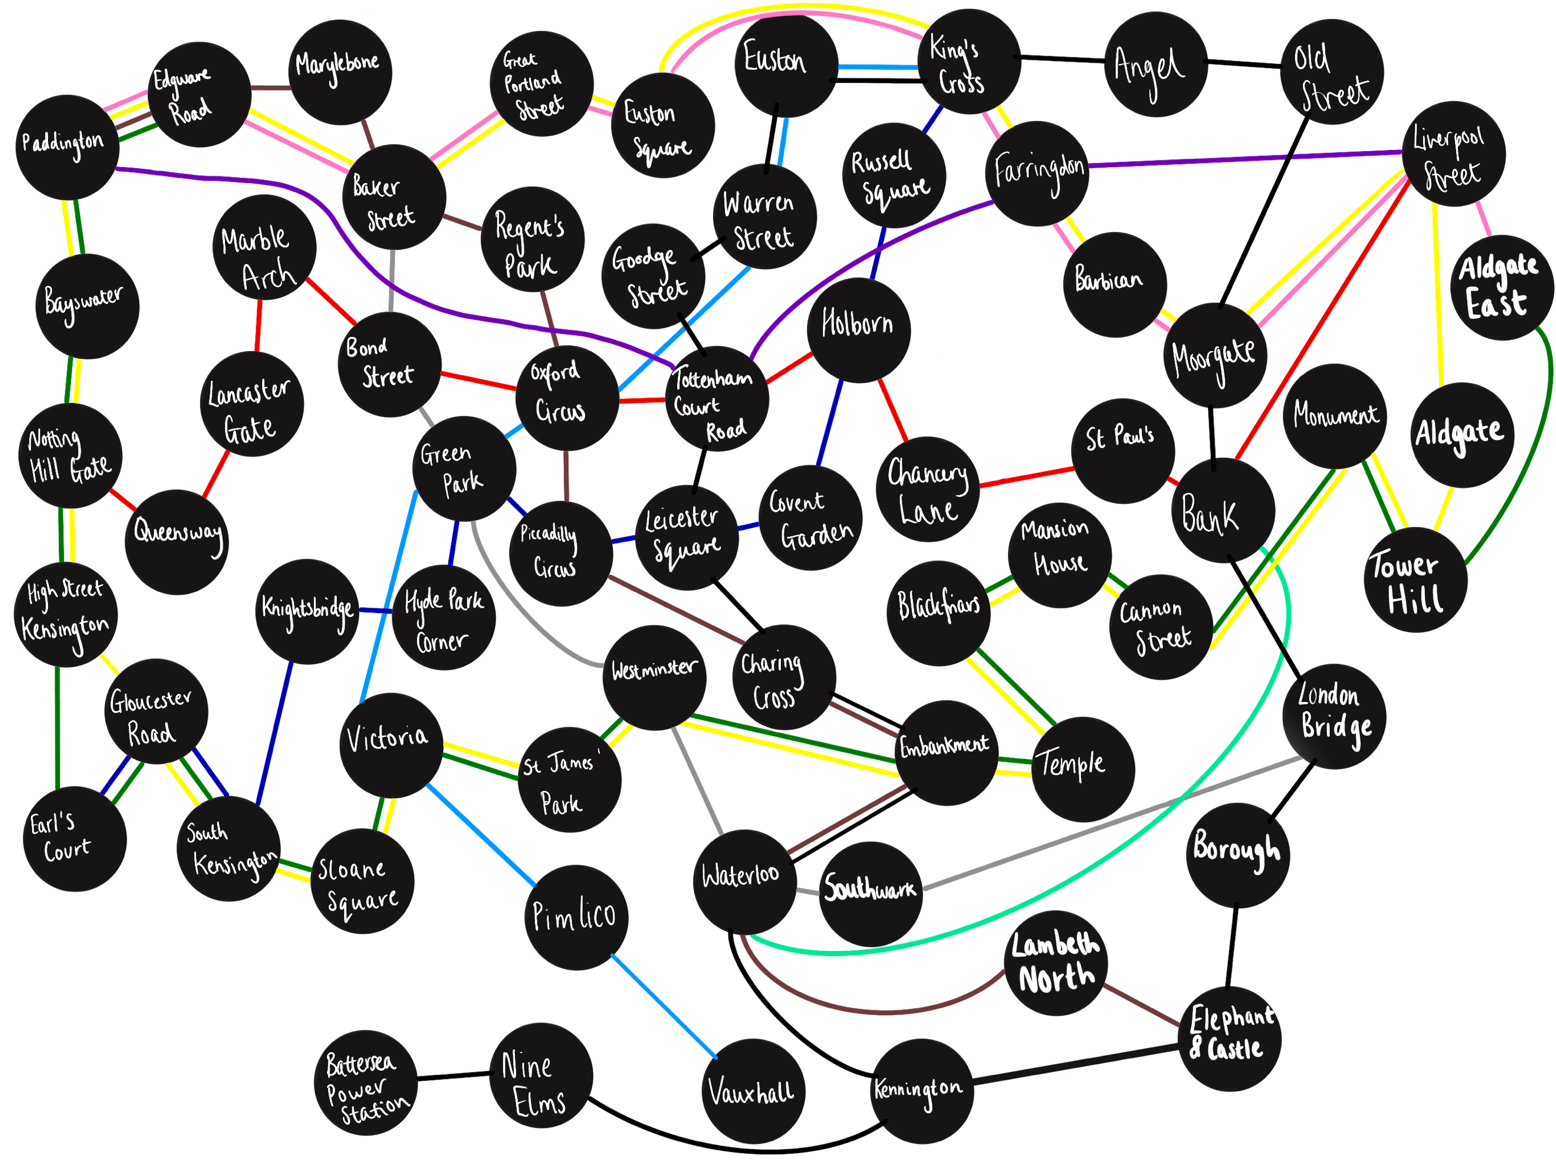 Marylebone
Edgware
Road
Paddington
Great
Portland
Street
Euston
Square
Euston
King's
Cross
Angel
Old
Street
Liverpool
Street
Baker
Street
Regent's
Park
Warren
Street
Russell
Square
Farringdon
Marble
Arch
Goodge
Street
Barbican
Aldgate
East
Bayswater
Bond
Street
Oxford
Circus
Tottenham
Court
Road
Holborn
Moorgate
Lancaster
Gate
Monument
Aldgate
Notting
Hill Gate
Green
Park
St Paul's
Chancery
Lane
Queensway
Piccadilly
Circus
Leicester
Square
Covent
Garden
Bank
Mansion
House
Tower
Hill
High Street
Kensington
Knightsbridge
Hyde Park
Corner
Blackfriars
Cannon
Street
Westminster
Charing
Cross
London
Bridge
Gloucester
Road
Victoria
St James'
Park
Embankment
Temple
Earl's
Court
South
Kensington
Sloane
Square
Waterloo
Southwark
Borough
Pimlico
Lambeth
North
Elephant
& Castle
Battersea
Power
Station
Nine
Elms
Vauxhall
Kennington